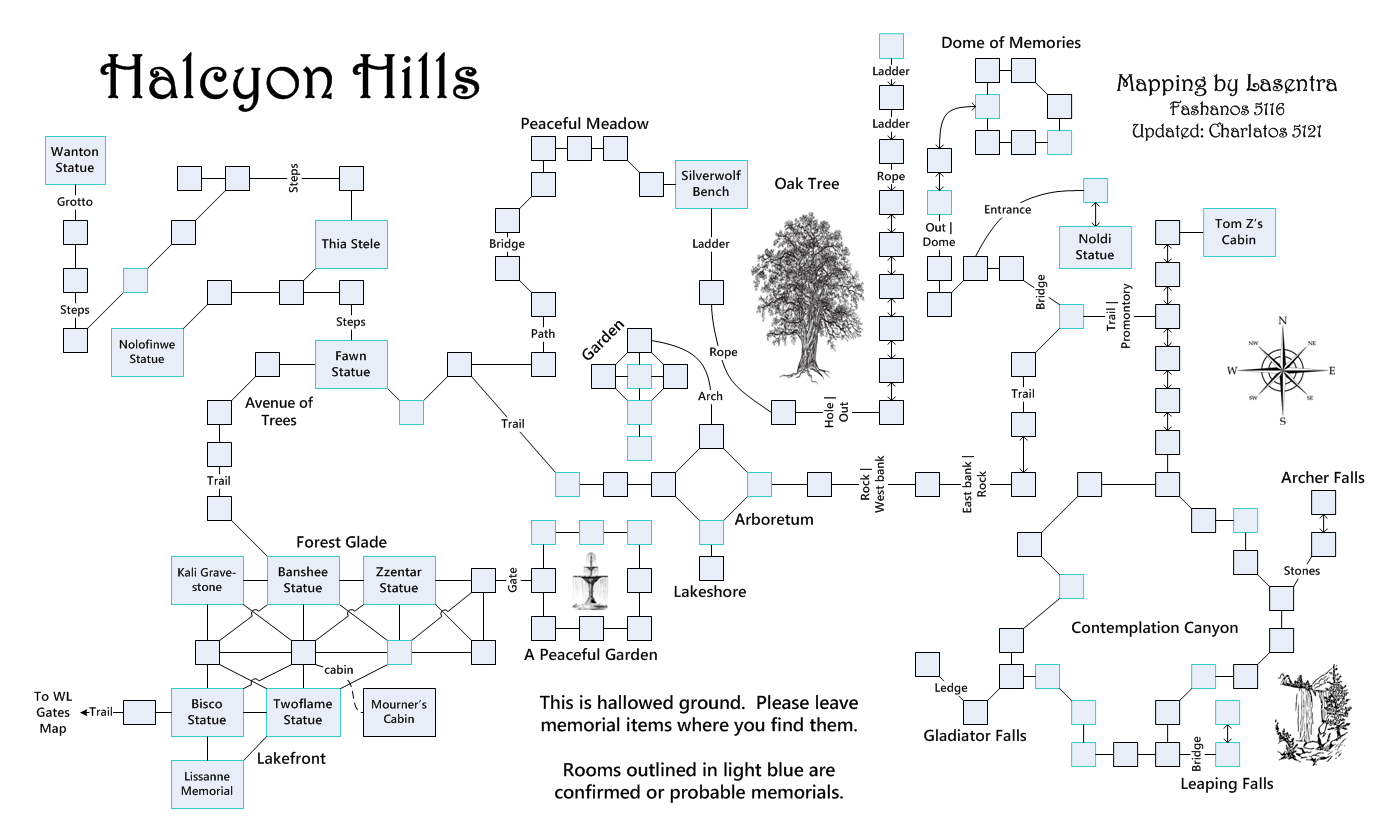 Halcyon Hills
Mapping by Lasentra
Fashanos 5116
Updated: Charlatos 5121
Dome of Memories
Ladder
Ladder
Rope
Out |
Dome
Entrance
Noldi
Statue
Tom Z's
Cabin
Bridge
Trail |
Promontory
Trail
Peaceful Meadow
Silverwolf
Bench
Oak Tree
Bridge
Path
Ladder
Rope
Hole |
Out
Wanton
Statue
Grotto
Steps
Steps
Thia Stele
Nolofinwe
Statue
Steps
Fawn
Statue
Avenue of
Trees
Trail
Garden
Arch
Trail
Arboretum
Rock |
West bank
East bank |
Rock
Lakeshore
N
NE
E
SE
S
SW
W
NW
Archer Falls
Stones
Contemplation Canyon
Ledge
Gladiator Falls
Bridge
Leaping Falls
Forest Glade
Kali Grave-
stone
Banshee
Statue
Zzentar
Statue
Gate
A Peaceful Garden
cabin
To WL
Gates
Map
Trail
Bisco
Statue
Twoflame
Statue
Mourner's
Cabin
Lakefront
Lissanne
Memorial
This is hallowed ground.  Please leave
memorial items where you find them.
Rooms outlined in light blue are
confirmed or probable memorials.